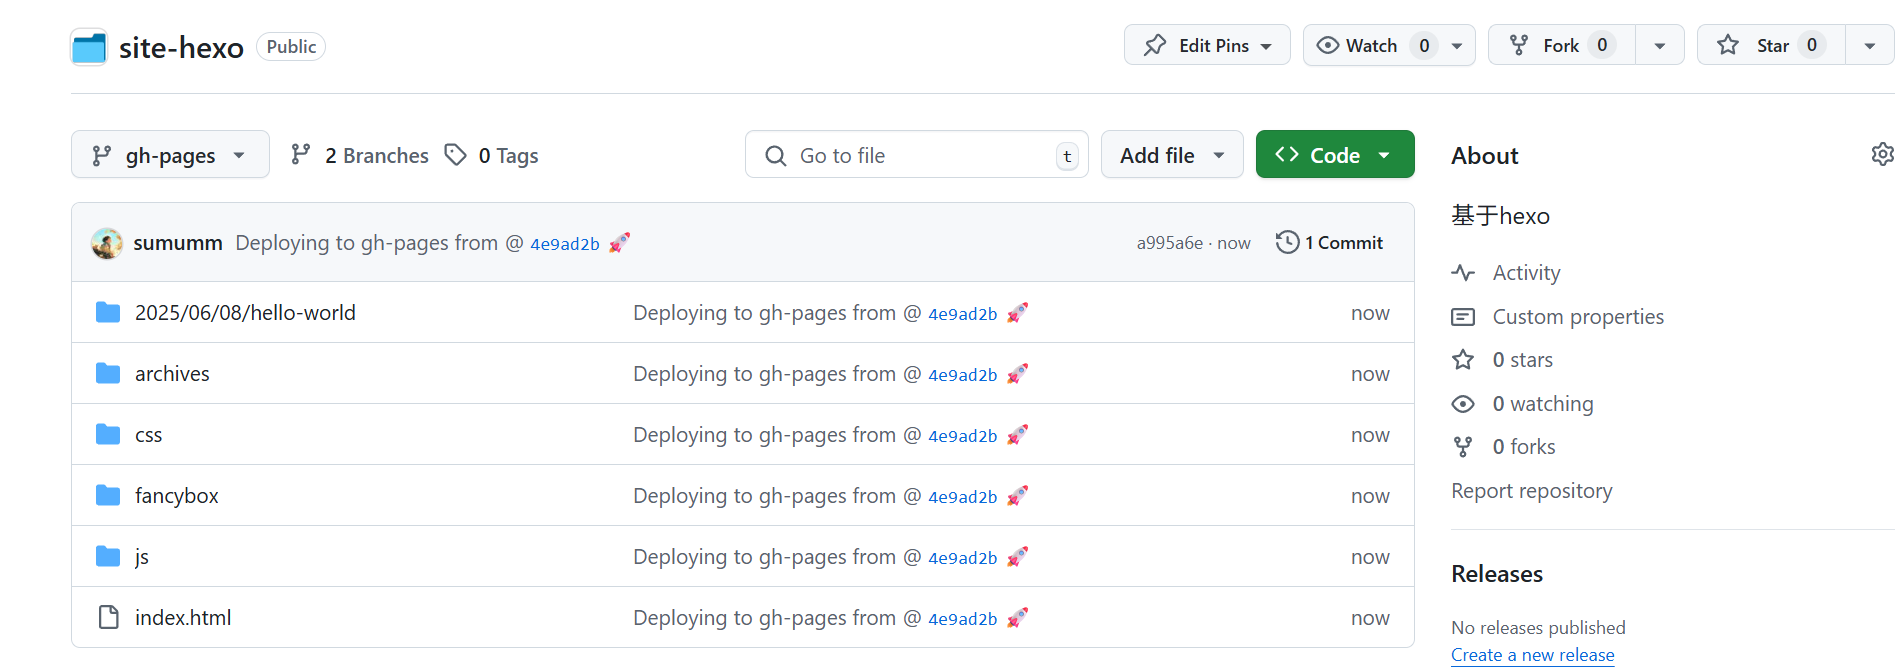 site-hexo Public Edit Pins Watch 0 Fork 0 Star 0
gh-pages 2 Branches 0 Tags Go to file t Add file Code
sumumm Deploying to gh-pages from @ 4e9ad2b 🚀 a995a6e · now 1 Commit
2025/06/08/hello-world Deploying to gh-pages from @ 4e9ad2b 🚀 now
archives Deploying to gh-pages from @ 4e9ad2b 🚀 now
css Deploying to gh-pages from @ 4e9ad2b 🚀 now
fancybox Deploying to gh-pages from @ 4e9ad2b 🚀 now
js Deploying to gh-pages from @ 4e9ad2b 🚀 now
index.html Deploying to gh-pages from @ 4e9ad2b 🚀 now
About
基于hexo
Activity
Custom properties
0 stars
0 watching
0 forks
Report repository
Releases
No releases published
Create a new release